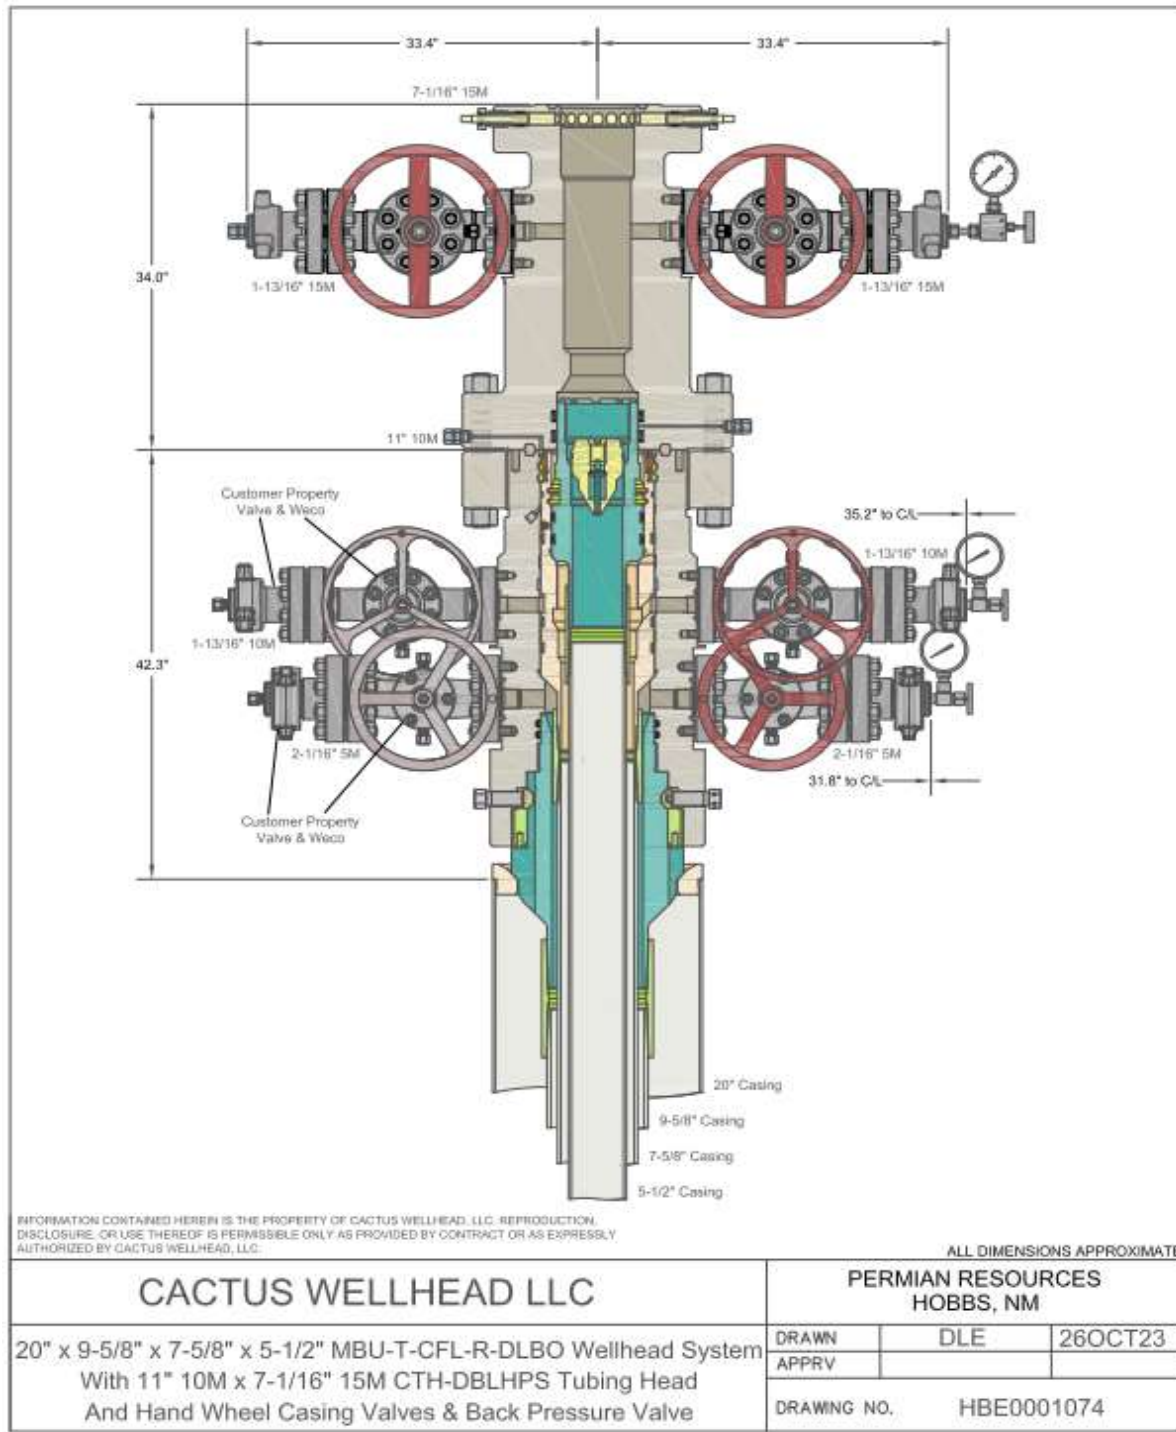 33.4" 33.4"
7-1/16" 15M
34.0"
1-13/16" 15M 1-13/16" 15M
11" 10M
Customer Property
Valve & Weco
35.2" to C/L
1-13/16" 10M
1-13/16" 10M
42.3"
2-1/16" 5M 2-1/16" 5M
31.8" to C/L
Customer Property
Valve & Weco
20" Casing
9-5/8" Casing
7-5/8" Casing
5-1/2" Casing
INFORMATION CONTAINED HEREIN IS THE PROPERTY OF CACTUS WELLHEAD, LLC. REPRODUCTION,
DISCLOSURE, OR USE THEREOF IS PERMISSIBLE ONLY AS PROVIDED BY CONTRACT OR AS EXPRESSLY
AUTHORIZED BY CACTUS WELLHEAD, LLC.
ALL DIMENSIONS APPROXIMATE
CACTUS WELLHEAD LLC
PERMIAN RESOURCES
HOBBS, NM
20" x 9-5/8" x 7-5/8" x 5-1/2" MBU-T-CFL-R-DLBO Wellhead System
With 11" 10M x 7-1/16" 15M CTH-DBLHPS Tubing Head
And Hand Wheel Casing Valves & Back Pressure Valve
DRAWN DLE 26OCT23
APPRV
DRAWING NO. HBE0001074